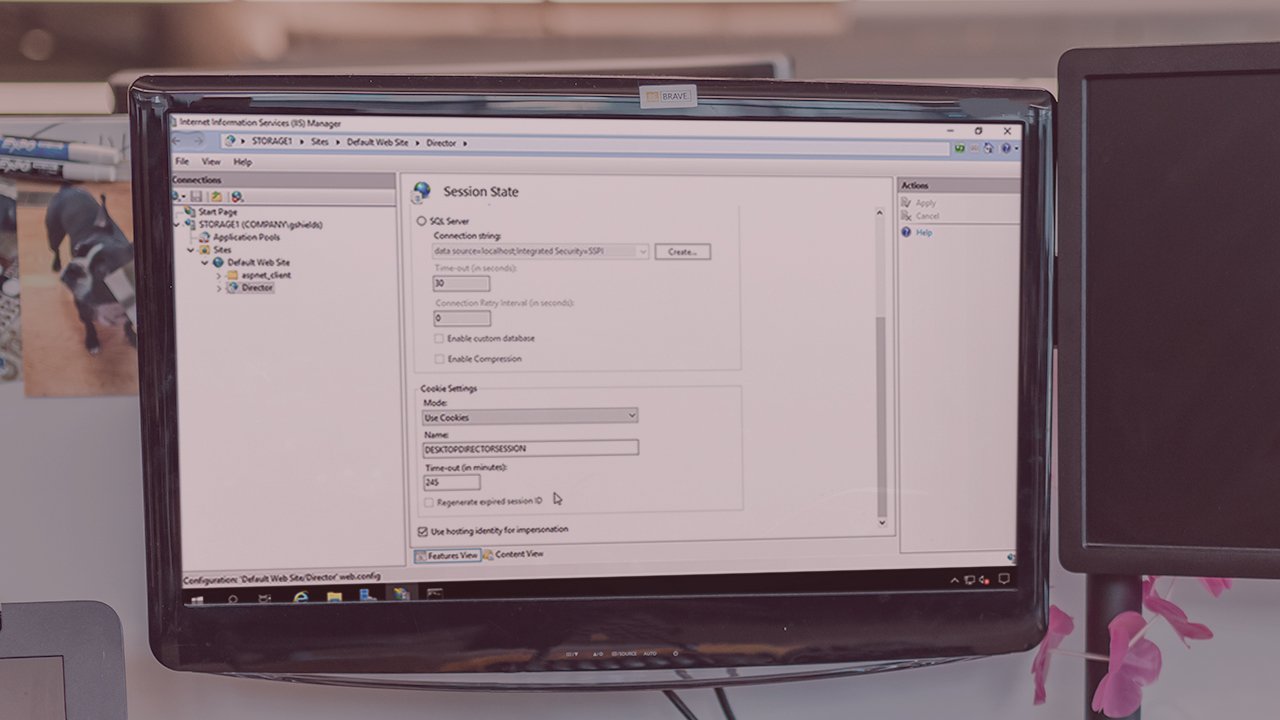 BRAVE.
Internet Information Services (IIS) Manager
STORAGE1 Sites Default Web Site Director
File View Help
Connections
Start Page
STORAGE1 (COMPANY\gshields)
Application Pools
Sites
Default Web Site
aspnet_client
Director
Session State
SQL Server
Connection string:
data source=localhost;Integrated Security=SSPI
Create...
Time-out (in seconds):
30
Connection Retry Interval (in seconds):
0
Enable custom database
Enable Compression
Cookie Settings
Mode:
Use Cookies
Name:
DESKTOPDIRECTORSESSION
Time-out (in minutes):
245
Regenerate expired session ID
Use hosting identity for impersonation
Features View Content View
Actions
Apply
Cancel
Help
Configuration: 'Default Web Site/Director' web.config
/SOURCE AUTO